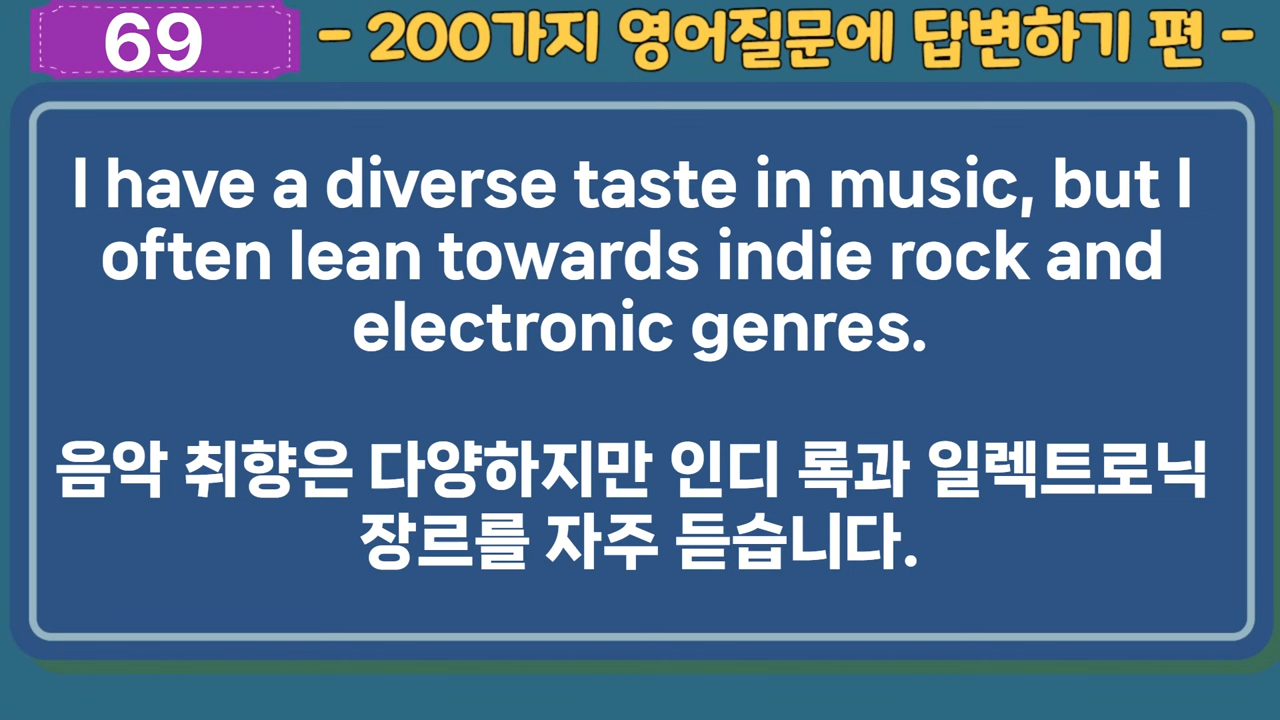 69
- 200가지 영어질문에 답변하기 편 -
I have a diverse taste in music, but I
often lean towards indie rock and
electronic genres.
음악 취향은 다양하지만 인디 록과 일렉트로닉
장르를 자주 듣습니다.